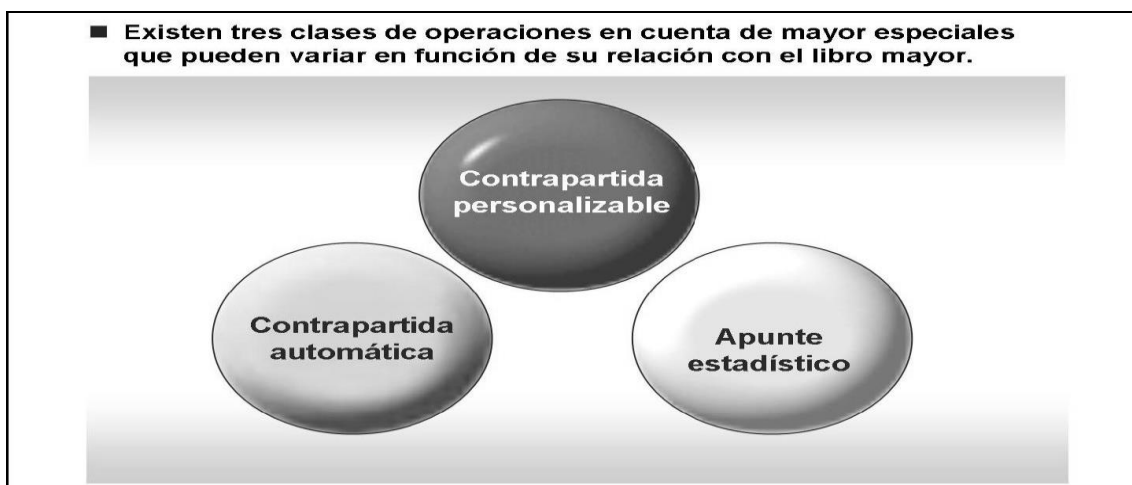 Existen tres clases de operaciones en cuenta de mayor especiales
que pueden variar en función de su relación con el libro mayor.
Contrapartida
personalizable
Contrapartida
automática
Apunte
estadístico